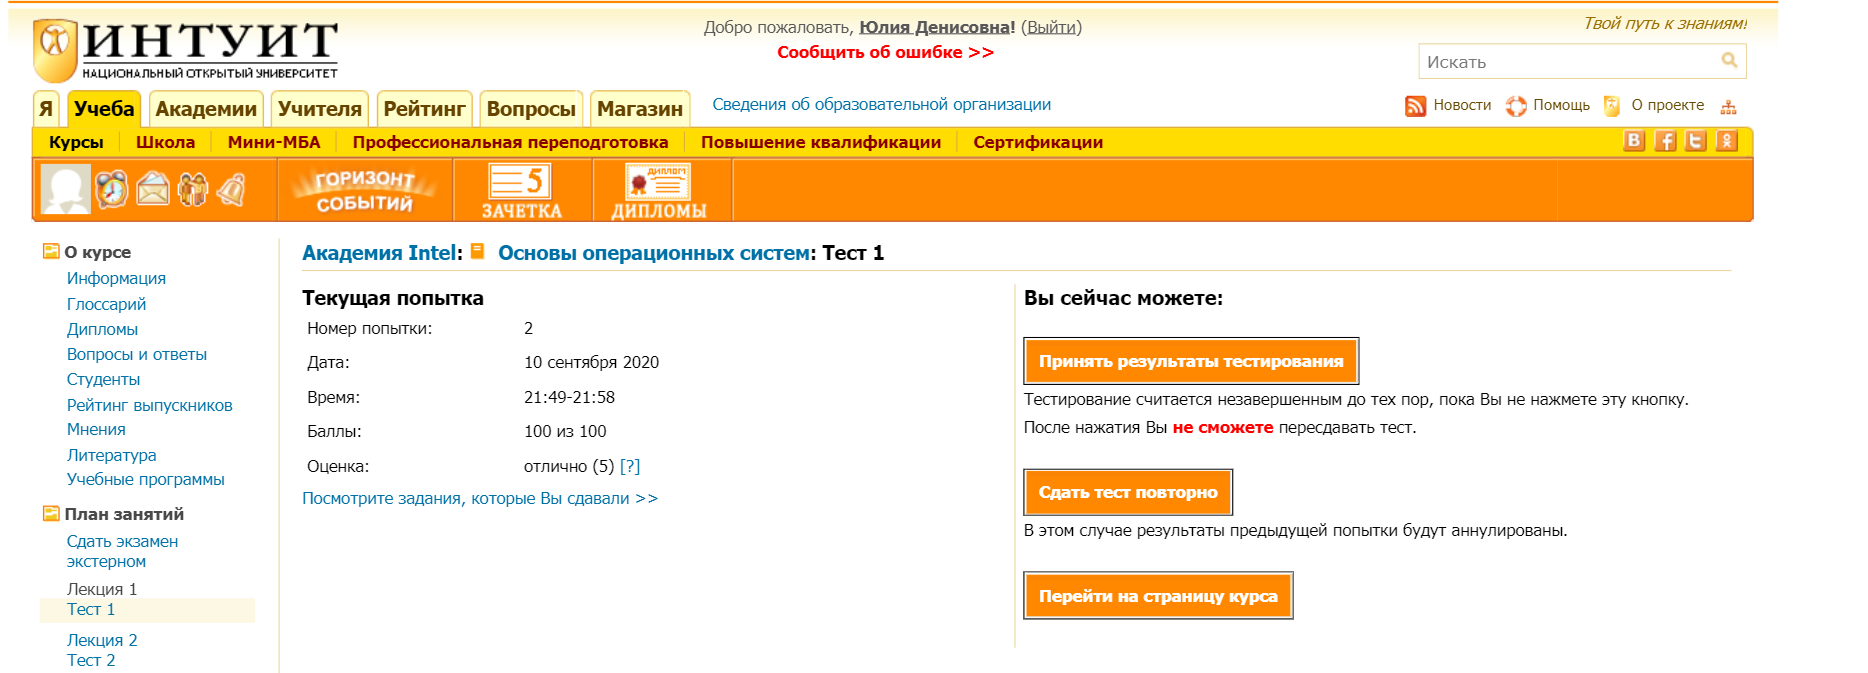 ИНТУИТ
НАЦИОНАЛЬНЫЙ ОТКРЫТЫЙ УНИВЕРСИТЕТ
Добро пожаловать, Юлия Денисовна! (Выйти)
Сообщить об ошибке >>
Твой путь к знаниям!
Искать
Я Учеба Академии Учителя Рейтинг Вопросы Магазин Сведения об образовательной организации Новости Помощь О проекте
Курсы Школа Мини-МБА Профессиональная переподготовка Повышение квалификации Сертификации
ГОРИЗОНТ СОБЫТИЙ
5
ЗАЧЕТКА
ДИПЛОМ
ДИПЛОМЫ
О курсе
Информация
Глоссарий
Дипломы
Вопросы и ответы
Студенты
Рейтинг выпускников
Мнения
Литература
Учебные программы
План занятий
Сдать экзамен
экстерном
Лекция 1
Тест 1
Лекция 2
Тест 2
Академия Intel: Основы операционных систем: Тест 1
Текущая попытка
Номер попытки: 2
Дата: 10 сентября 2020
Время: 21:49-21:58
Баллы: 100 из 100
Оценка: отлично (5) [?]
Посмотрите задания, которые Вы сдавали >>
Вы сейчас можете:
Принять результаты тестирования
Тестирование считается незавершенным до тех пор, пока Вы не нажмете эту кнопку.
После нажатия Вы не сможете пересдавать тест.
Сдать тест повторно
В этом случае результаты предыдущей попытки будут аннулированы.
Перейти на страницу курса